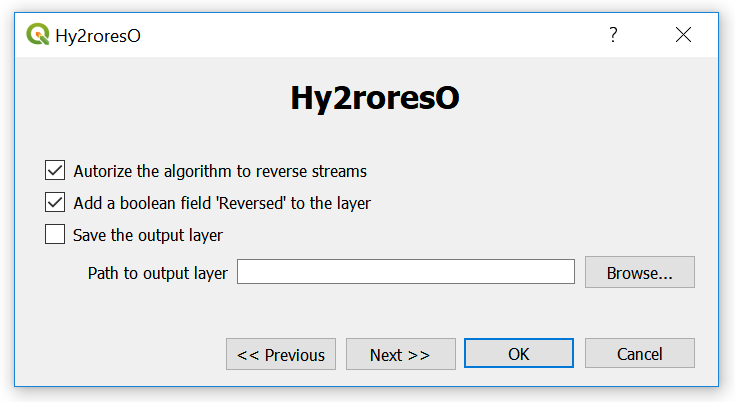 Hy2roresO
?
Hy2roresO
Autorize the algorithm to reverse streams
Add a boolean field 'Reversed' to the layer
Save the output layer
Path to output layer
Browse...
<< Previous
Next >>
OK
Cancel